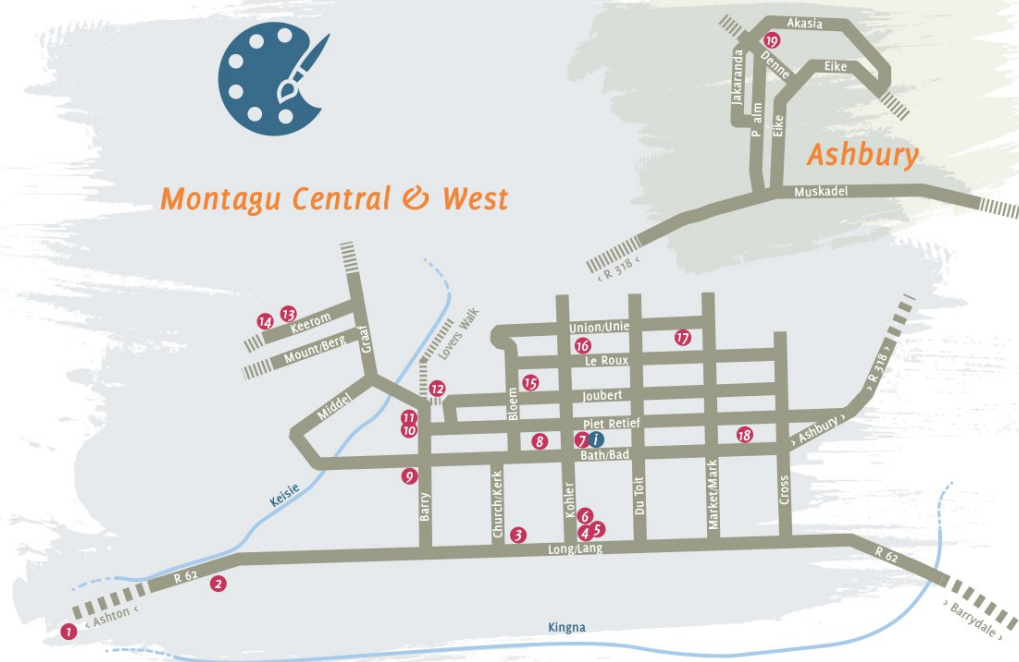 Akasia
19
Denne
Eike
Jakaranda
Palm
Eike
Ashbury
Muskadel
‹ R 318 ‹
Montagu Central & West
14
13
Keerom
Mount/Berg
Graaf
Lovers Walk
Middel
12
11
10
Union/Unie
17
16
Le Roux
15
Bloem
Joubert
Piet Retief
8
7
i
18
Bath/Bad
› Ashbury ›
R 318 ›
9
Keisie
Barry
Church/Kerk
Kohler
Du Toit
Market/Mark
Cross
6
5
4
3
Long/Lang
R 62
2
‹ Ashton ‹
1
R 62
› Barrydale ›
Kingna